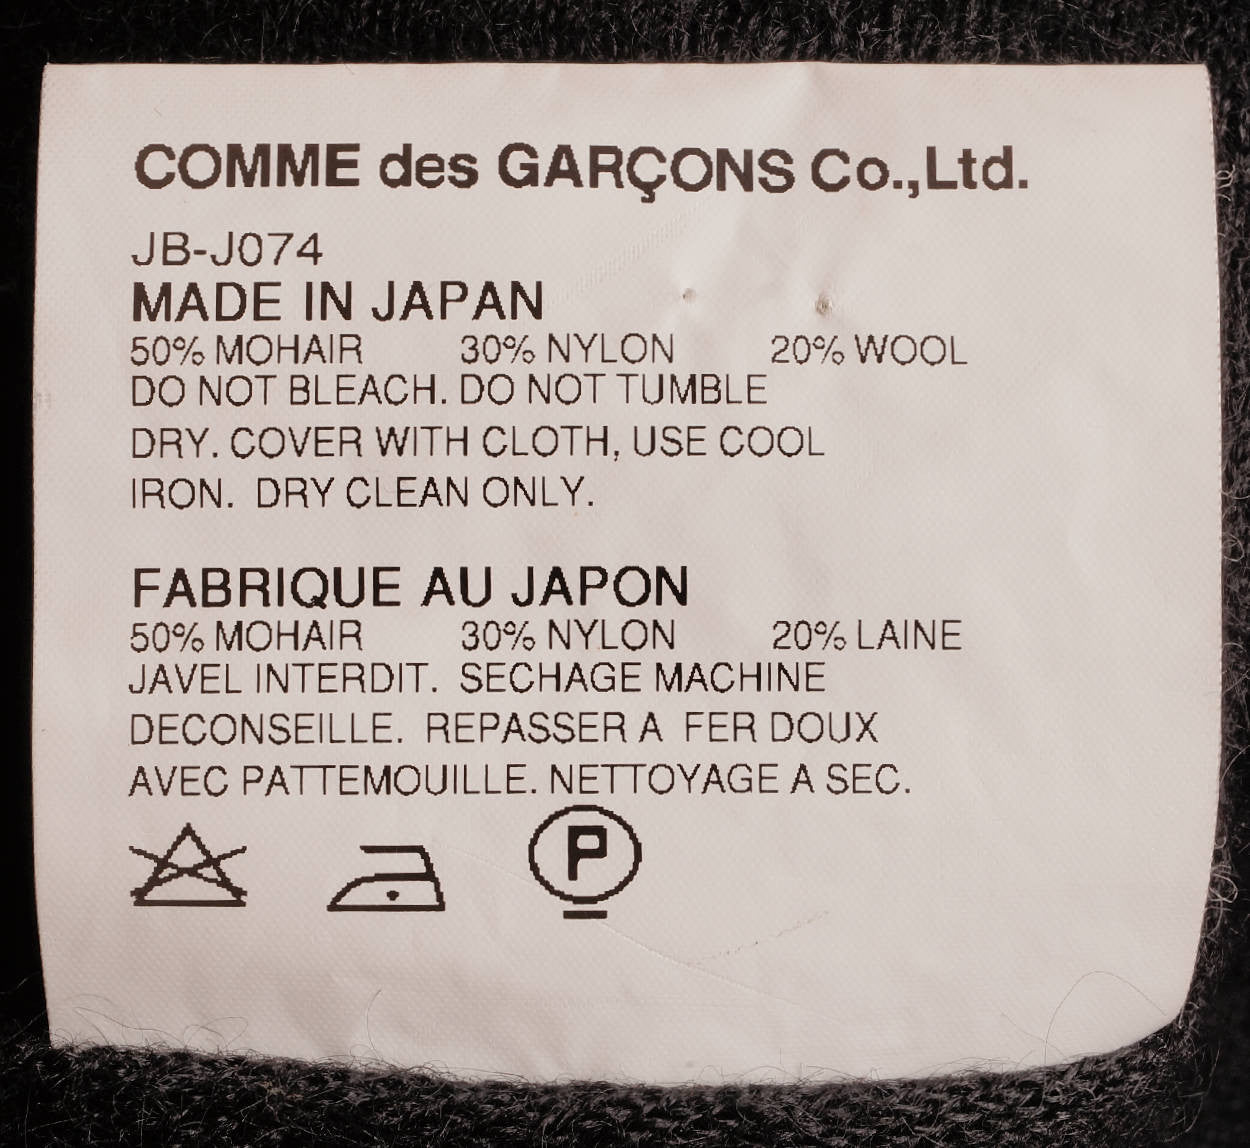 COMME des GARÇONS Co.,Ltd.
JB-J074
MADE IN JAPAN
50% MOHAIR 30% NYLON 20% WOOL
DO NOT BLEACH. DO NOT TUMBLE
DRY. COVER WITH CLOTH, USE COOL
IRON. DRY CLEAN ONLY.
FABRIQUE AU JAPON
50% MOHAIR 30% NYLON 20% LAINE
JAVEL INTERDIT. SECHAGE MACHINE
DECONSEILLE. REPASSER A FER DOUX
AVEC PATTEMOUILLE. NETTOYAGE A SEC.
P